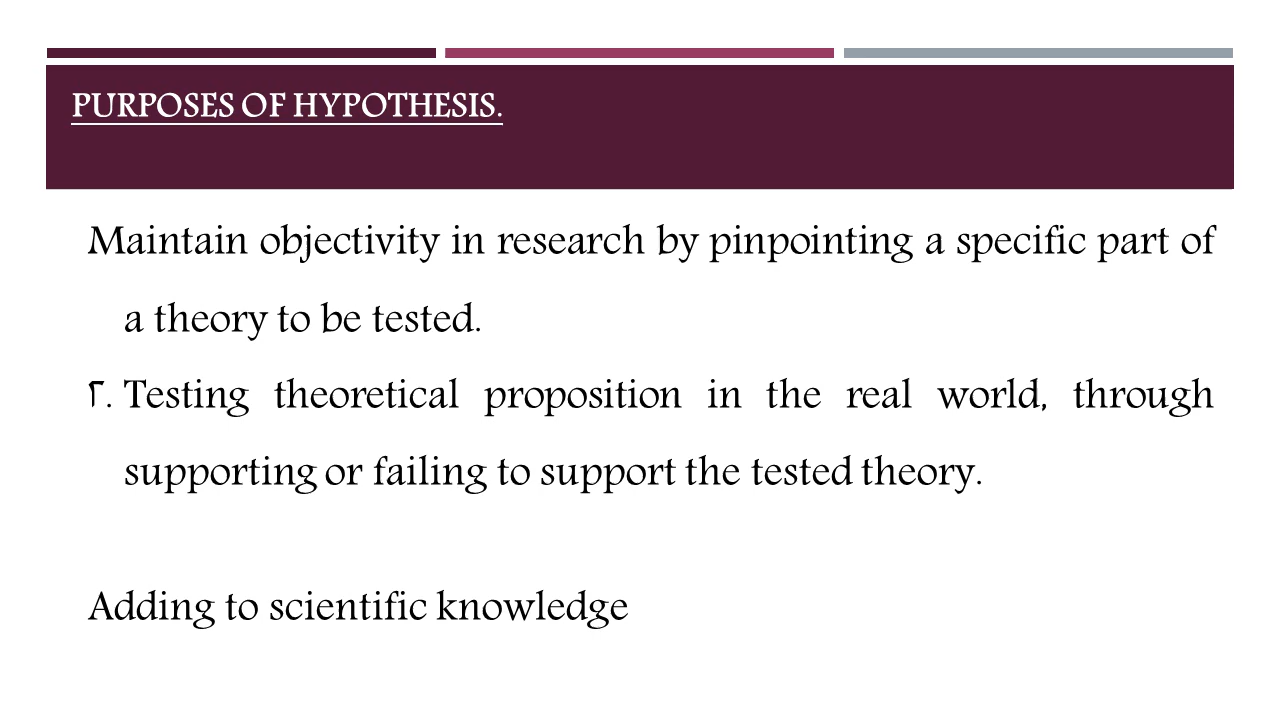 PURPOSES OF HYPOTHESIS.
Maintain objectivity in research by pinpointing a specific part of
a theory to be tested.
٢. Testing theoretical proposition in the real world, through
supporting or failing to support the tested theory.
Adding to scientific knowledge